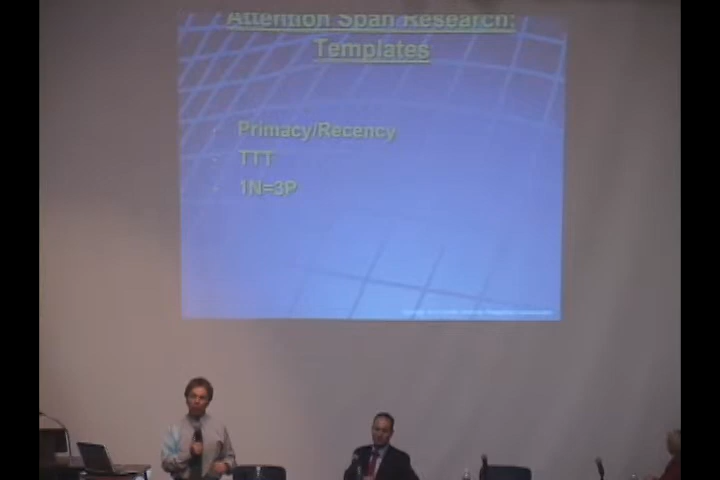 Attention Span Research:
Templates
Primacy/Recency
TTT
1N=3P